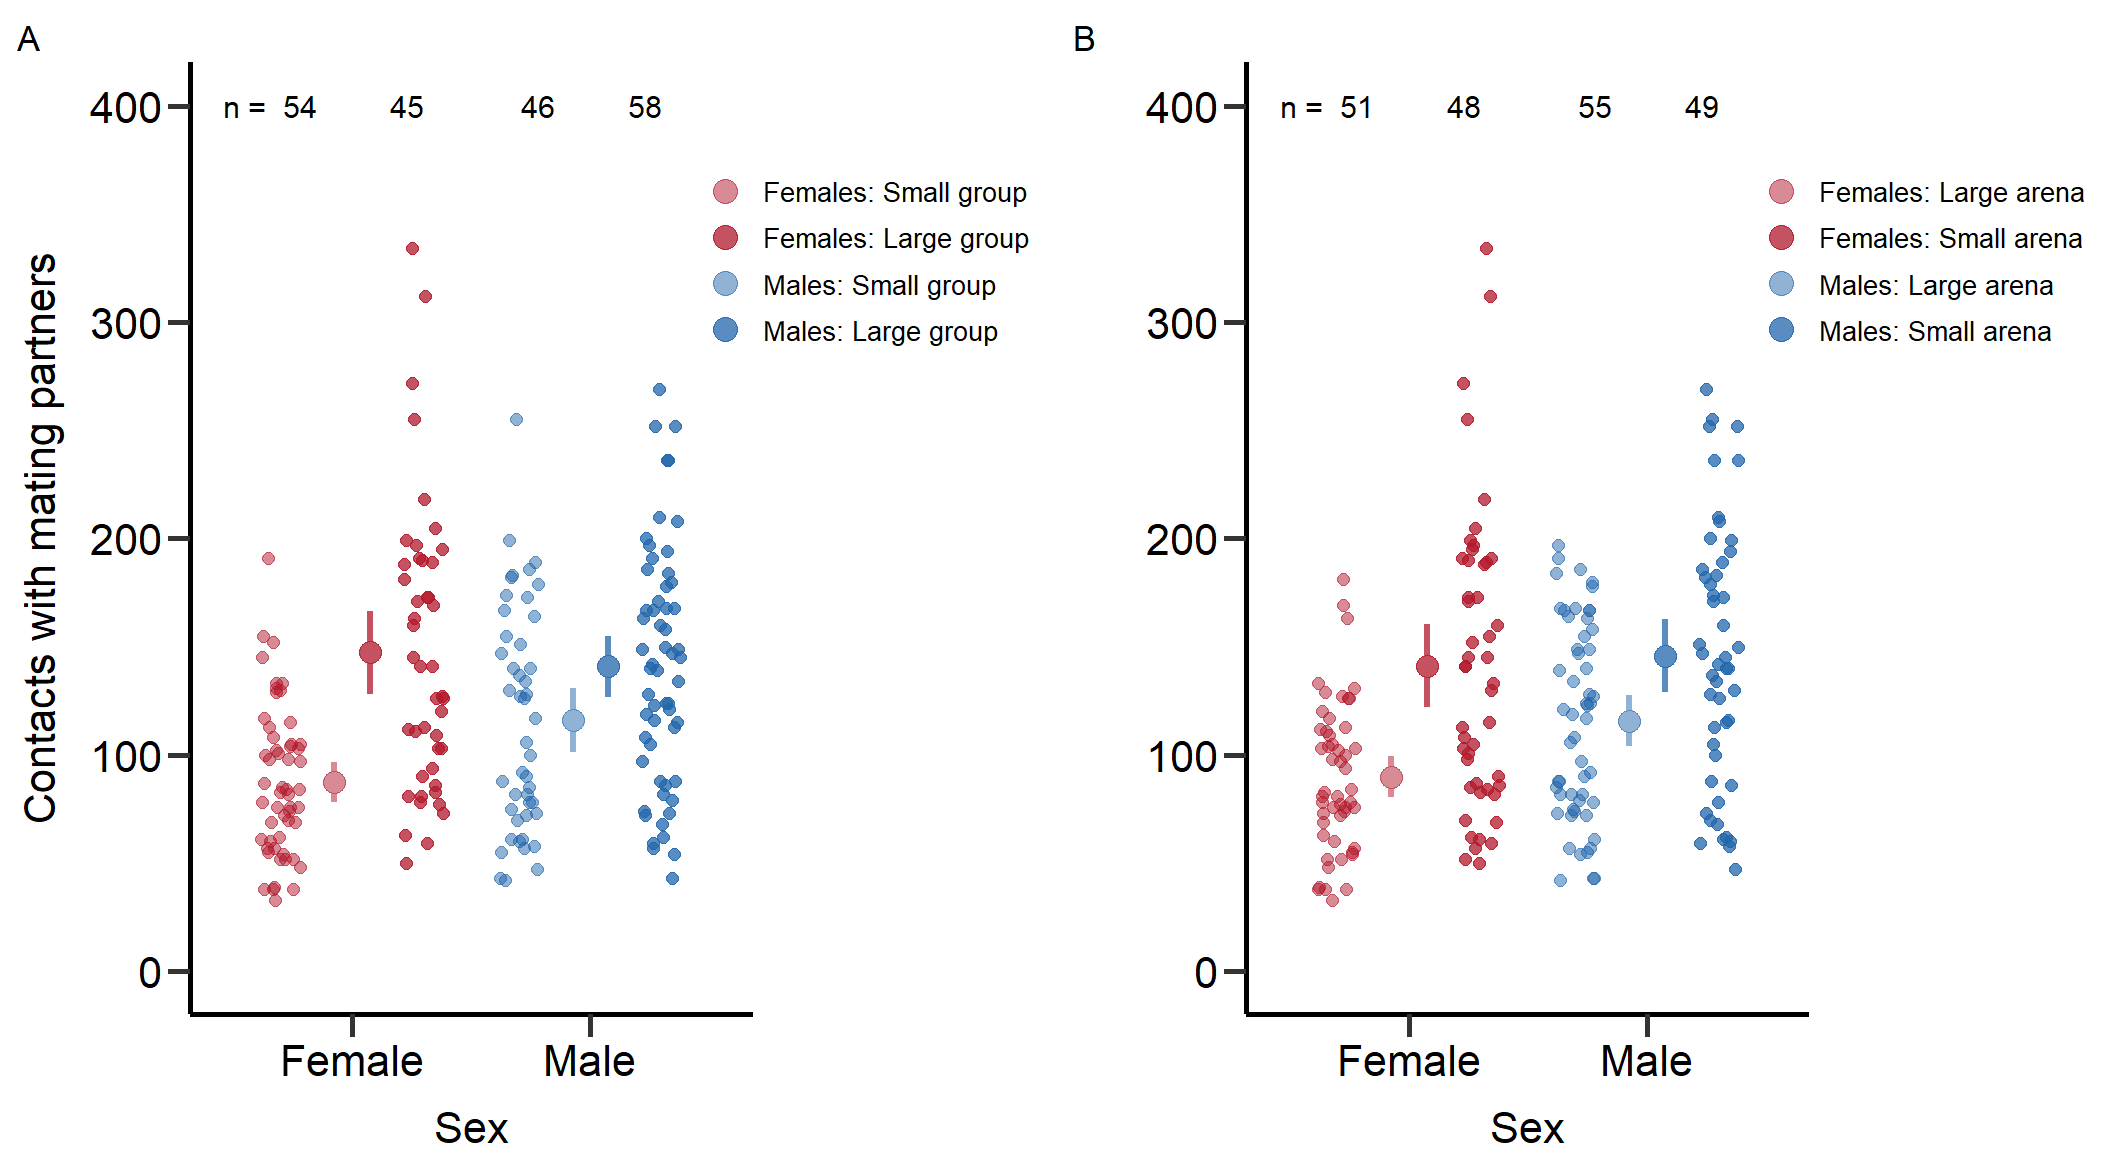 A
Contacts with mating partners
400
300
200
100
0
n = 54 45 46 58
Females: Small group
Females: Large group
Males: Small group
Males: Large group
Female Male
Sex
B
400
300
200
100
0
n = 51 48 55 49
Females: Large arena
Females: Small arena
Males: Large arena
Males: Small arena
Female Male
Sex